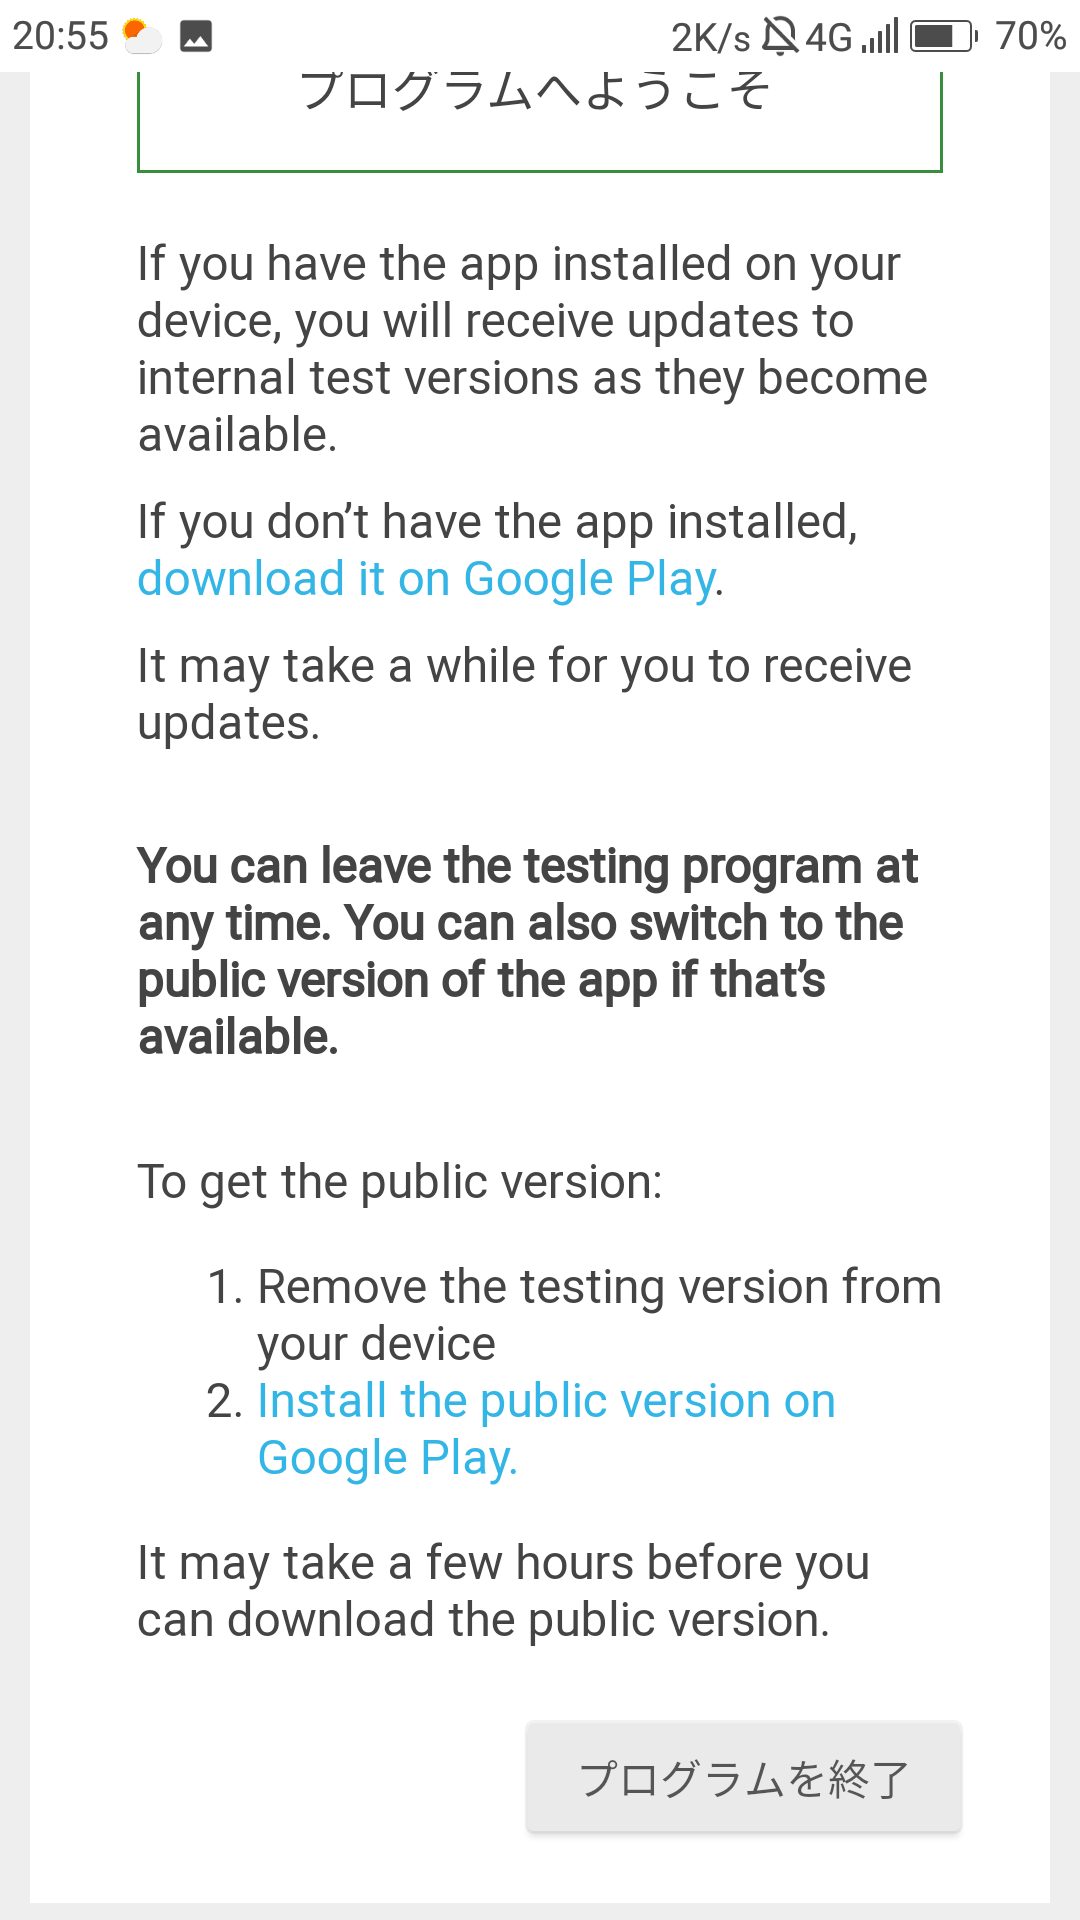 20:55 2K/s 4G 70%
プログラムへようこそ
If you have the app installed on your
device, you will receive updates to
internal test versions as they become
available.
If you don’t have the app installed,
download it on Google Play.
It may take a while for you to receive
updates.
You can leave the testing program at
any time. You can also switch to the
public version of the app if that’s
available.
To get the public version:
1. Remove the testing version from
your device
2. Install the public version on
Google Play.
It may take a few hours before you
can download the public version.
プログラムを終了